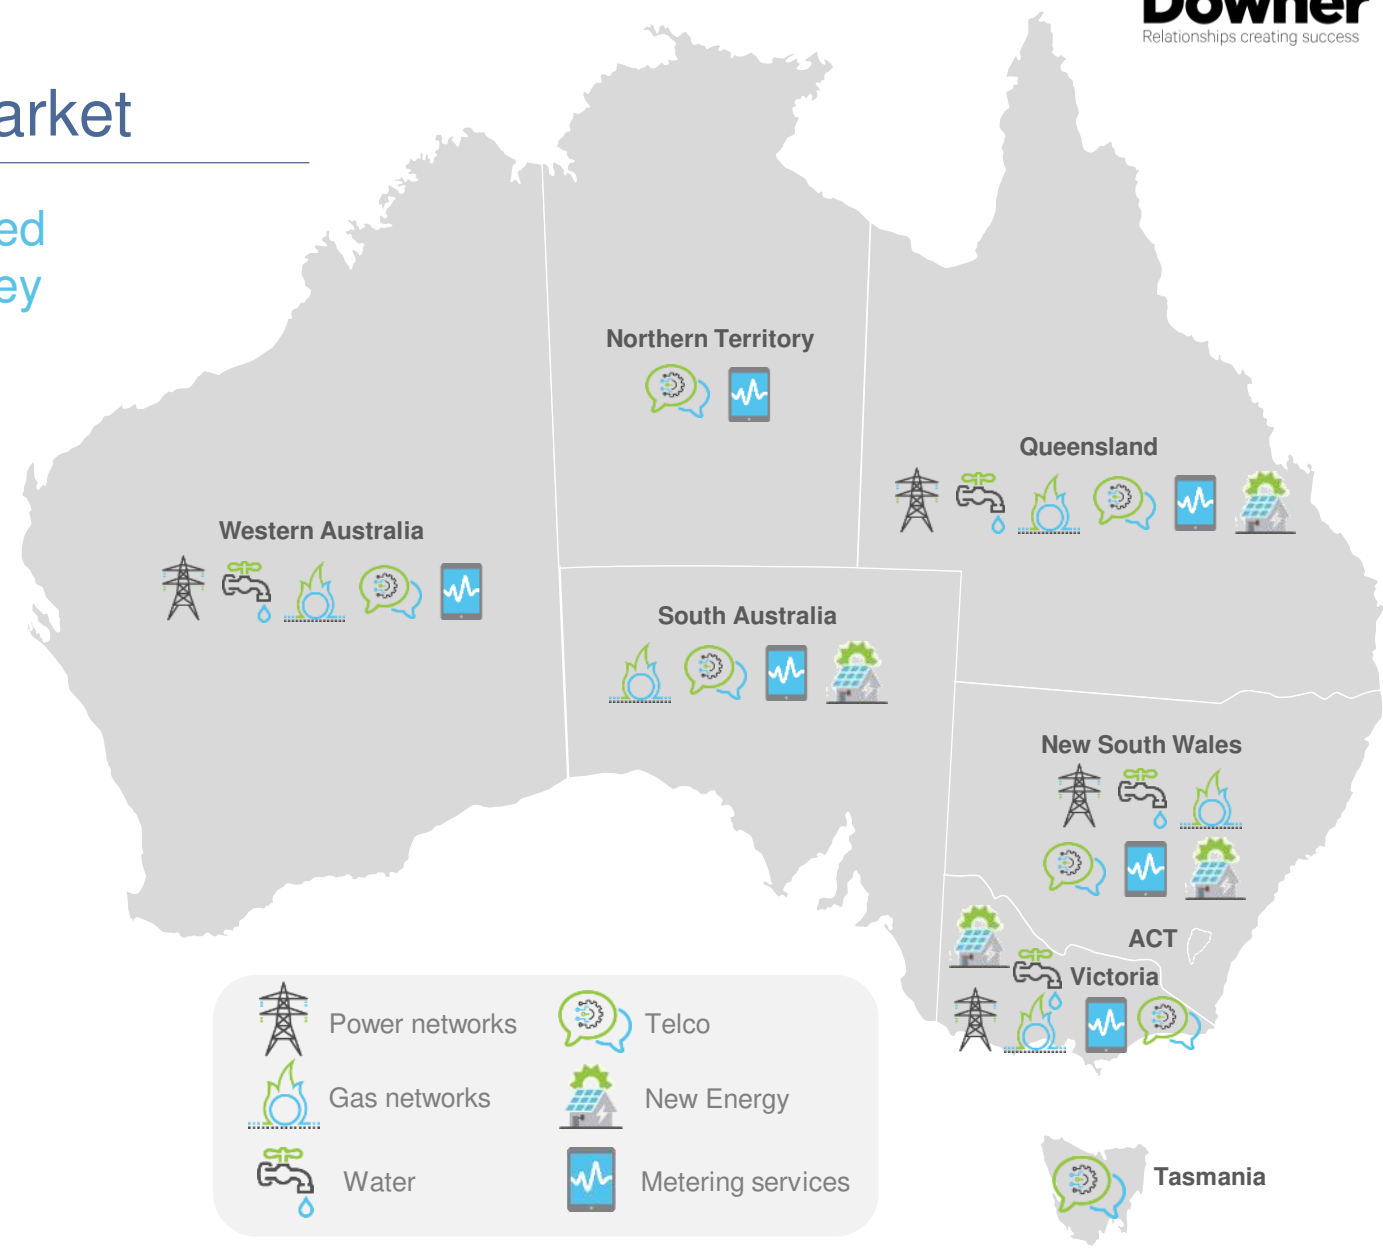 Downer
Relationships creating success
arket
ed
ey
Northern Territory
Queensland
Western Australia
South Australia
New South Wales
ACT
Victoria
Power networks
Telco
Gas networks
New Energy
Water
Metering services
Tasmania